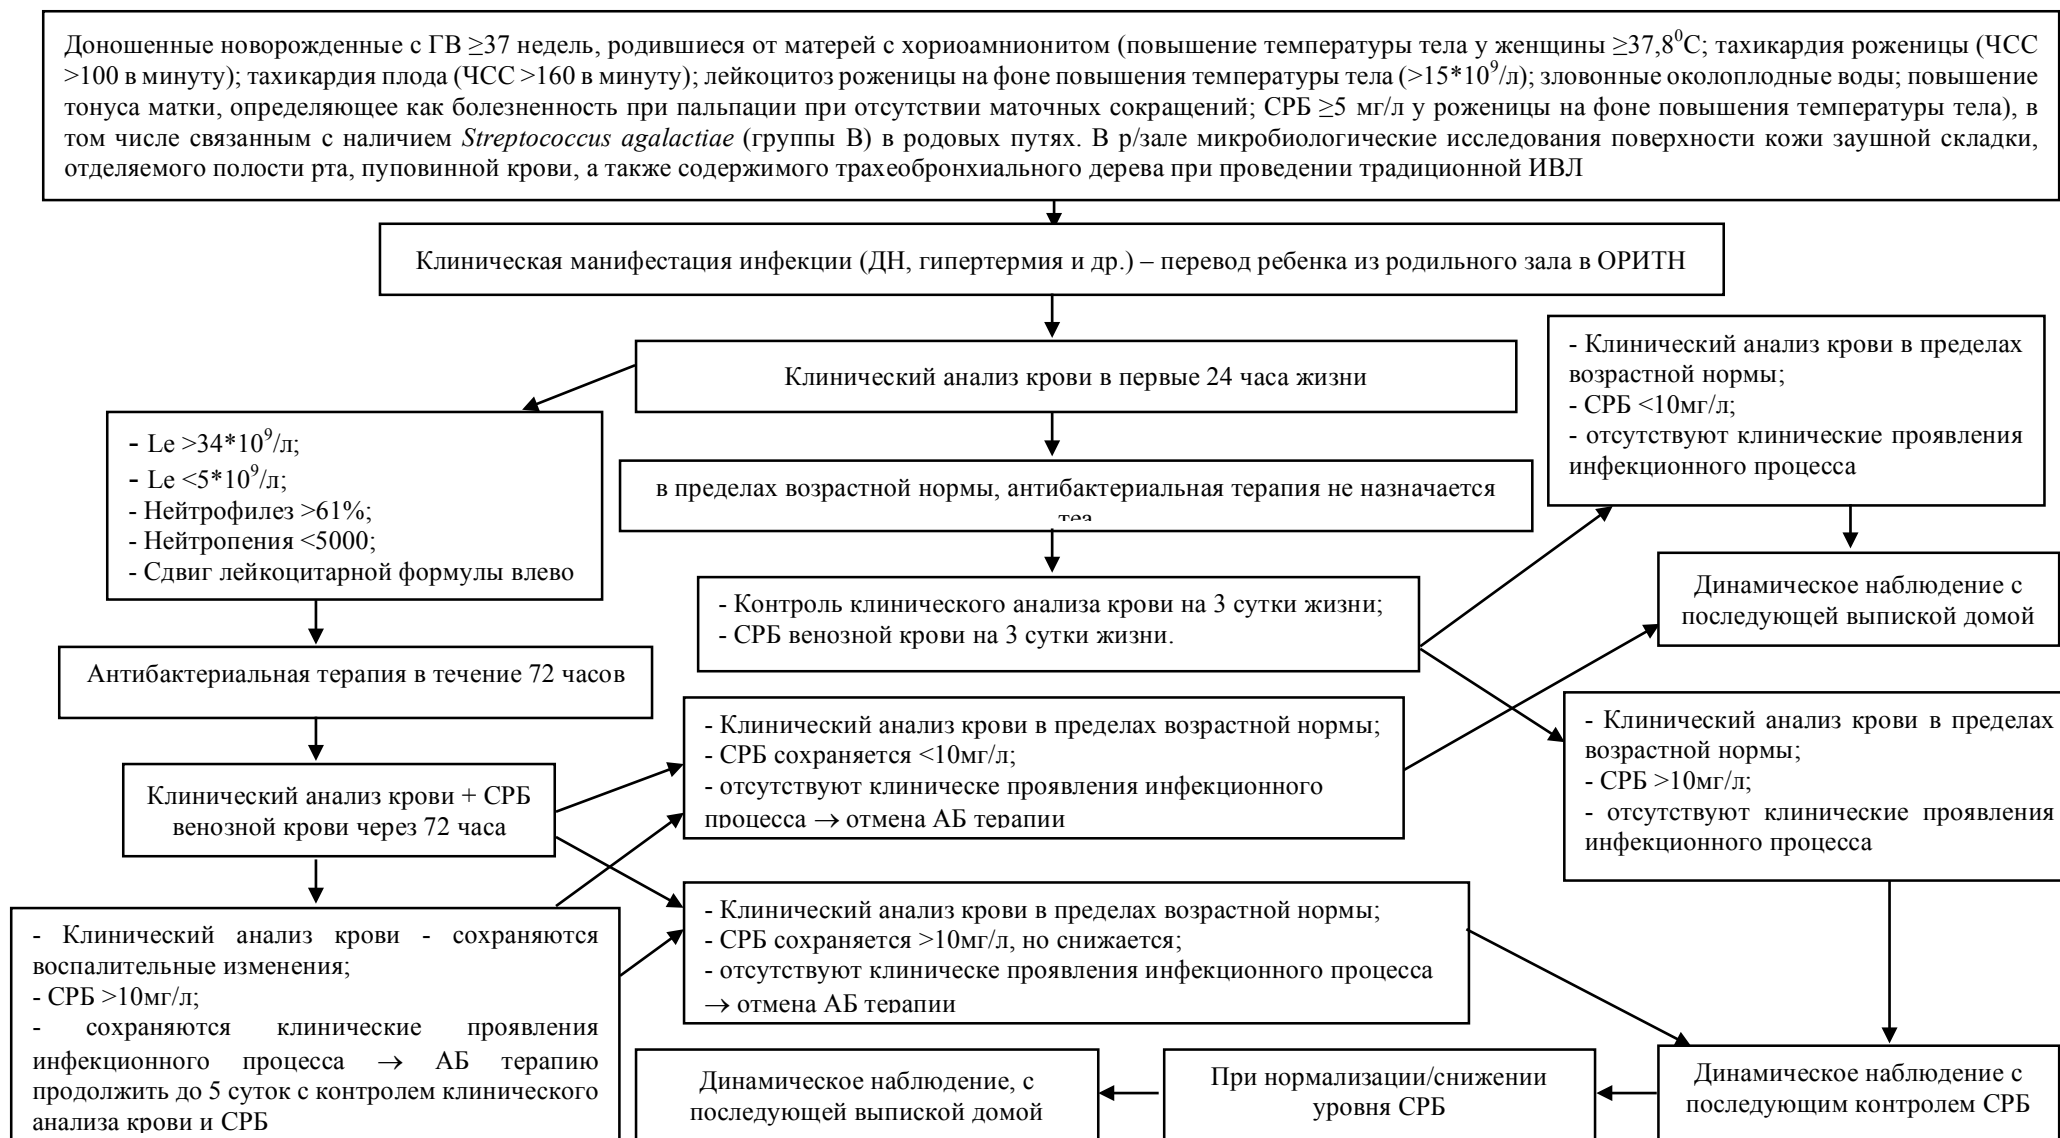 Доношенные новорожденные с ГВ ≥37 недель, родившиеся от матерей с хориоамнионитом (повышение температуры тела у женщины ≥37,8⁰С; тахикардия роженицы (ЧСС
>100 в минуту); тахикардия плода (ЧСС >160 в минуту); лейкоцитоз роженицы на фоне повышения температуры тела (>15*10⁹/л); зловонные околоплодные воды; повышение
тонуса матки, определяющее как болезненность при пальпации при отсутствии маточных сокращений; СРБ ≥5 мг/л у роженицы на фоне повышения температуры тела), в
том числе связанным с наличием Streptococcus agalactiae (группы В) в родовых путях. В р/зале микробиологические исследования поверхности кожи заушной складки,
отделяемого полости рта, пуповинной крови, а также содержимого трахеобронхиального дерева при проведении традиционной ИВЛ
Клиническая манифестация инфекции (ДН, гипертермия и др.) – перевод ребенка из родильного зала в ОРИТН
Клинический анализ крови в первые 24 часа жизни
- Le >34*10⁹/л;
- Le <5*10⁹/л;
- Нейтрофилез >61%;
- Нейтропения <5000;
- Сдвиг лейкоцитарной формулы влево
в пределах возрастной нормы, антибактериальная терапия не назначается
теа
- Клинический анализ крови в пределах
возрастной нормы;
- СРБ <10мг/л;
- отсутствуют клинические проявления
инфекционного процесса
Динамическое наблюдение с
последующей выпиской домой
- Контроль клинического анализа крови на 3 сутки жизни;
- СРБ венозной крови на 3 сутки жизни.
Антибактериальная терапия в течение 72 часов
- Клинический анализ крови в пределах возрастной нормы;
- СРБ сохраняется <10мг/л;
- отсутствуют клиническе проявления инфекционного
процесса → отмена АБ терапии
- Клинический анализ крови в пределах
возрастной нормы;
- СРБ >10мг/л;
- отсутствуют клинические проявления
инфекционного процесса
Клинический анализ крови + СРБ
венозной крови через 72 часа
- Клинический анализ крови в пределах возрастной нормы;
- СРБ сохраняется >10мг/л, но снижается;
- отсутствуют клиническе проявления инфекционного процесса
→ отмена АБ терапии
- Клинический анализ крови - сохраняются
воспалительные изменения;
- СРБ >10мг/л;
- сохраняются клинические проявления
инфекционного процесса → АБ терапию
продолжить до 5 суток с контролем клинического
анализа крови и СРБ
Динамическое наблюдение, с
последующей выпиской домой
При нормализации/снижении
уровня СРБ
Динамическое наблюдение с
последующим контролем СРБ